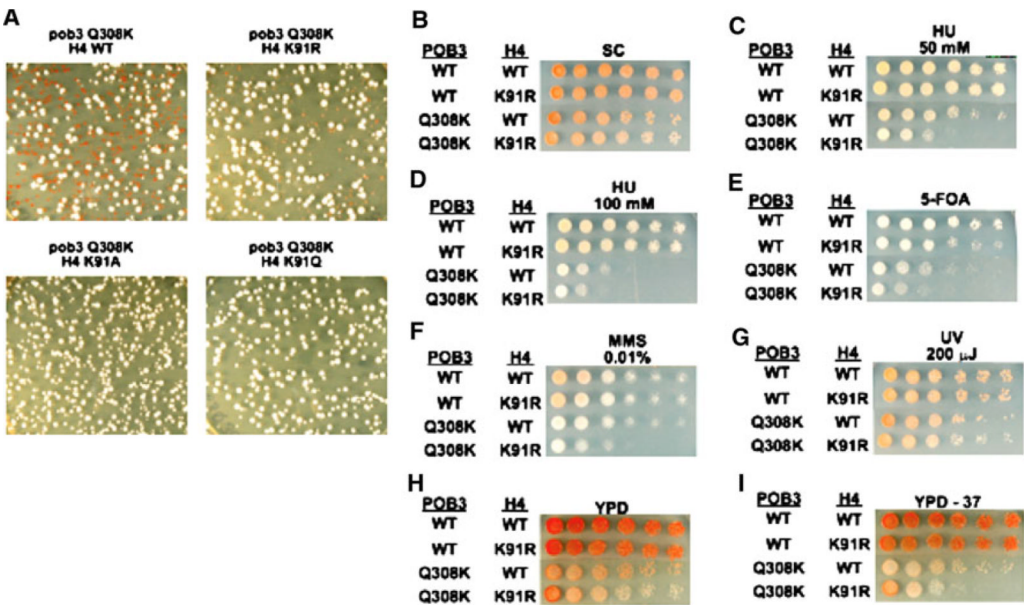 A
pob3 Q308K
H4 WT
pob3 Q308K
H4 K91R
pob3 Q308K
H4 K91A
pob3 Q308K
H4 K91Q
B
POB3 H4 SC
WT WT
WT K91R
Q308K WT
Q308K K91R
C
HU
POB3 H4 50 mM
WT WT
WT K91R
Q308K WT
Q308K K91R
D
HU
POB3 H4 100 mM
WT WT
WT K91R
Q308K WT
Q308K K91R
E
POB3 H4 5-FOA
WT WT
WT K91R
Q308K WT
Q308K K91R
F
MMS
POB3 H4 0.01%
WT WT
WT K91R
Q308K WT
Q308K K91R
G
UV
POB3 H4 200 µJ
WT WT
WT K91R
Q308K WT
Q308K K91R
H
POB3 H4 YPD
WT WT
WT K91R
Q308K WT
Q308K K91R
I
POB3 H4 YPD - 37
WT WT
WT K91R
Q308K WT
Q308K K91R